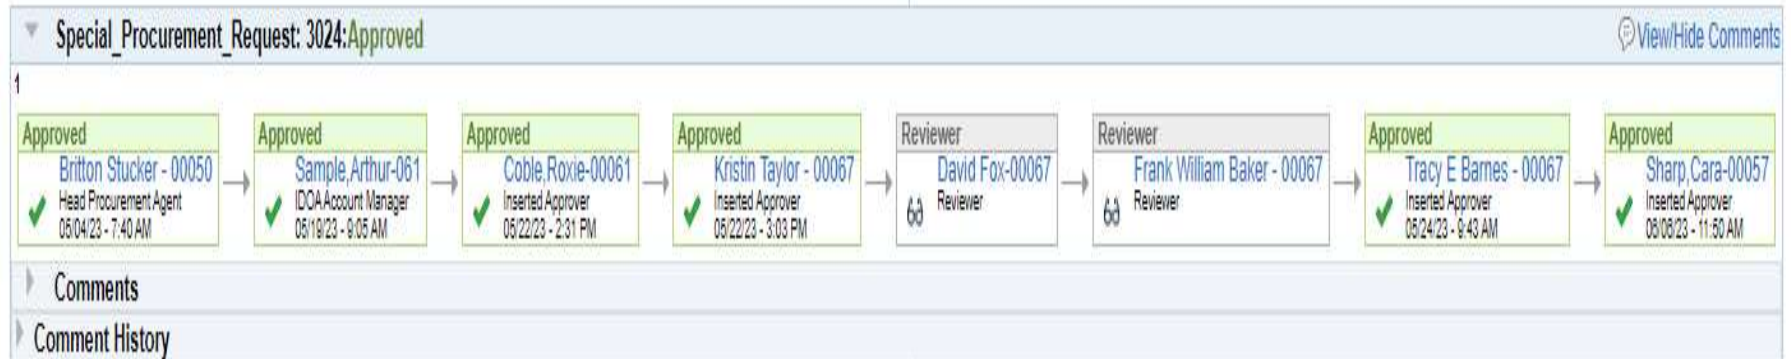 Special_Procurement_Request: 3024:Approved
View/Hide Comments
1
Approved
Britton Stucker - 00050
Head Procurement Agent
05/04/23 - 7:40 AM
Approved
Sample,Arthur-061
IDOA Account Manager
05/19/23 - 9:05 AM
Approved
Coble,Roxie-00061
Inserted Approver
05/22/23 - 2:31 PM
Approved
Kristin Taylor - 00067
Inserted Approver
05/22/23 - 3:03 PM
Reviewer
David Fox-00067
Reviewer
Reviewer
Frank William Baker - 00067
Reviewer
Approved
Tracy E Barnes - 00067
Inserted Approver
05/24/23 - 9:43 AM
Approved
Sharp,Cara-00057
Inserted Approver
06/06/23 - 11:50 AM
Comments
Comment History